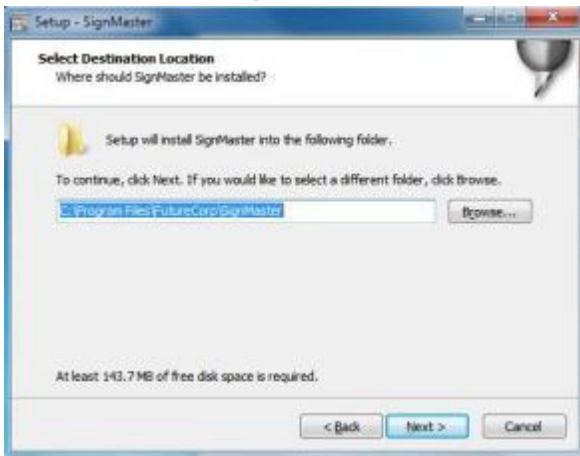 Setup - SignMaster
Select Destination Location
Where should SignMaster be installed?
Setup will install SignMaster into the following folder.
To continue, click Next. If you would like to select a different folder, click Browse.
C:\Program Files\FutureCorp\SignMaster
Browse...
At least 143.7 MB of free disk space is required.
< Back
Next >
Cancel